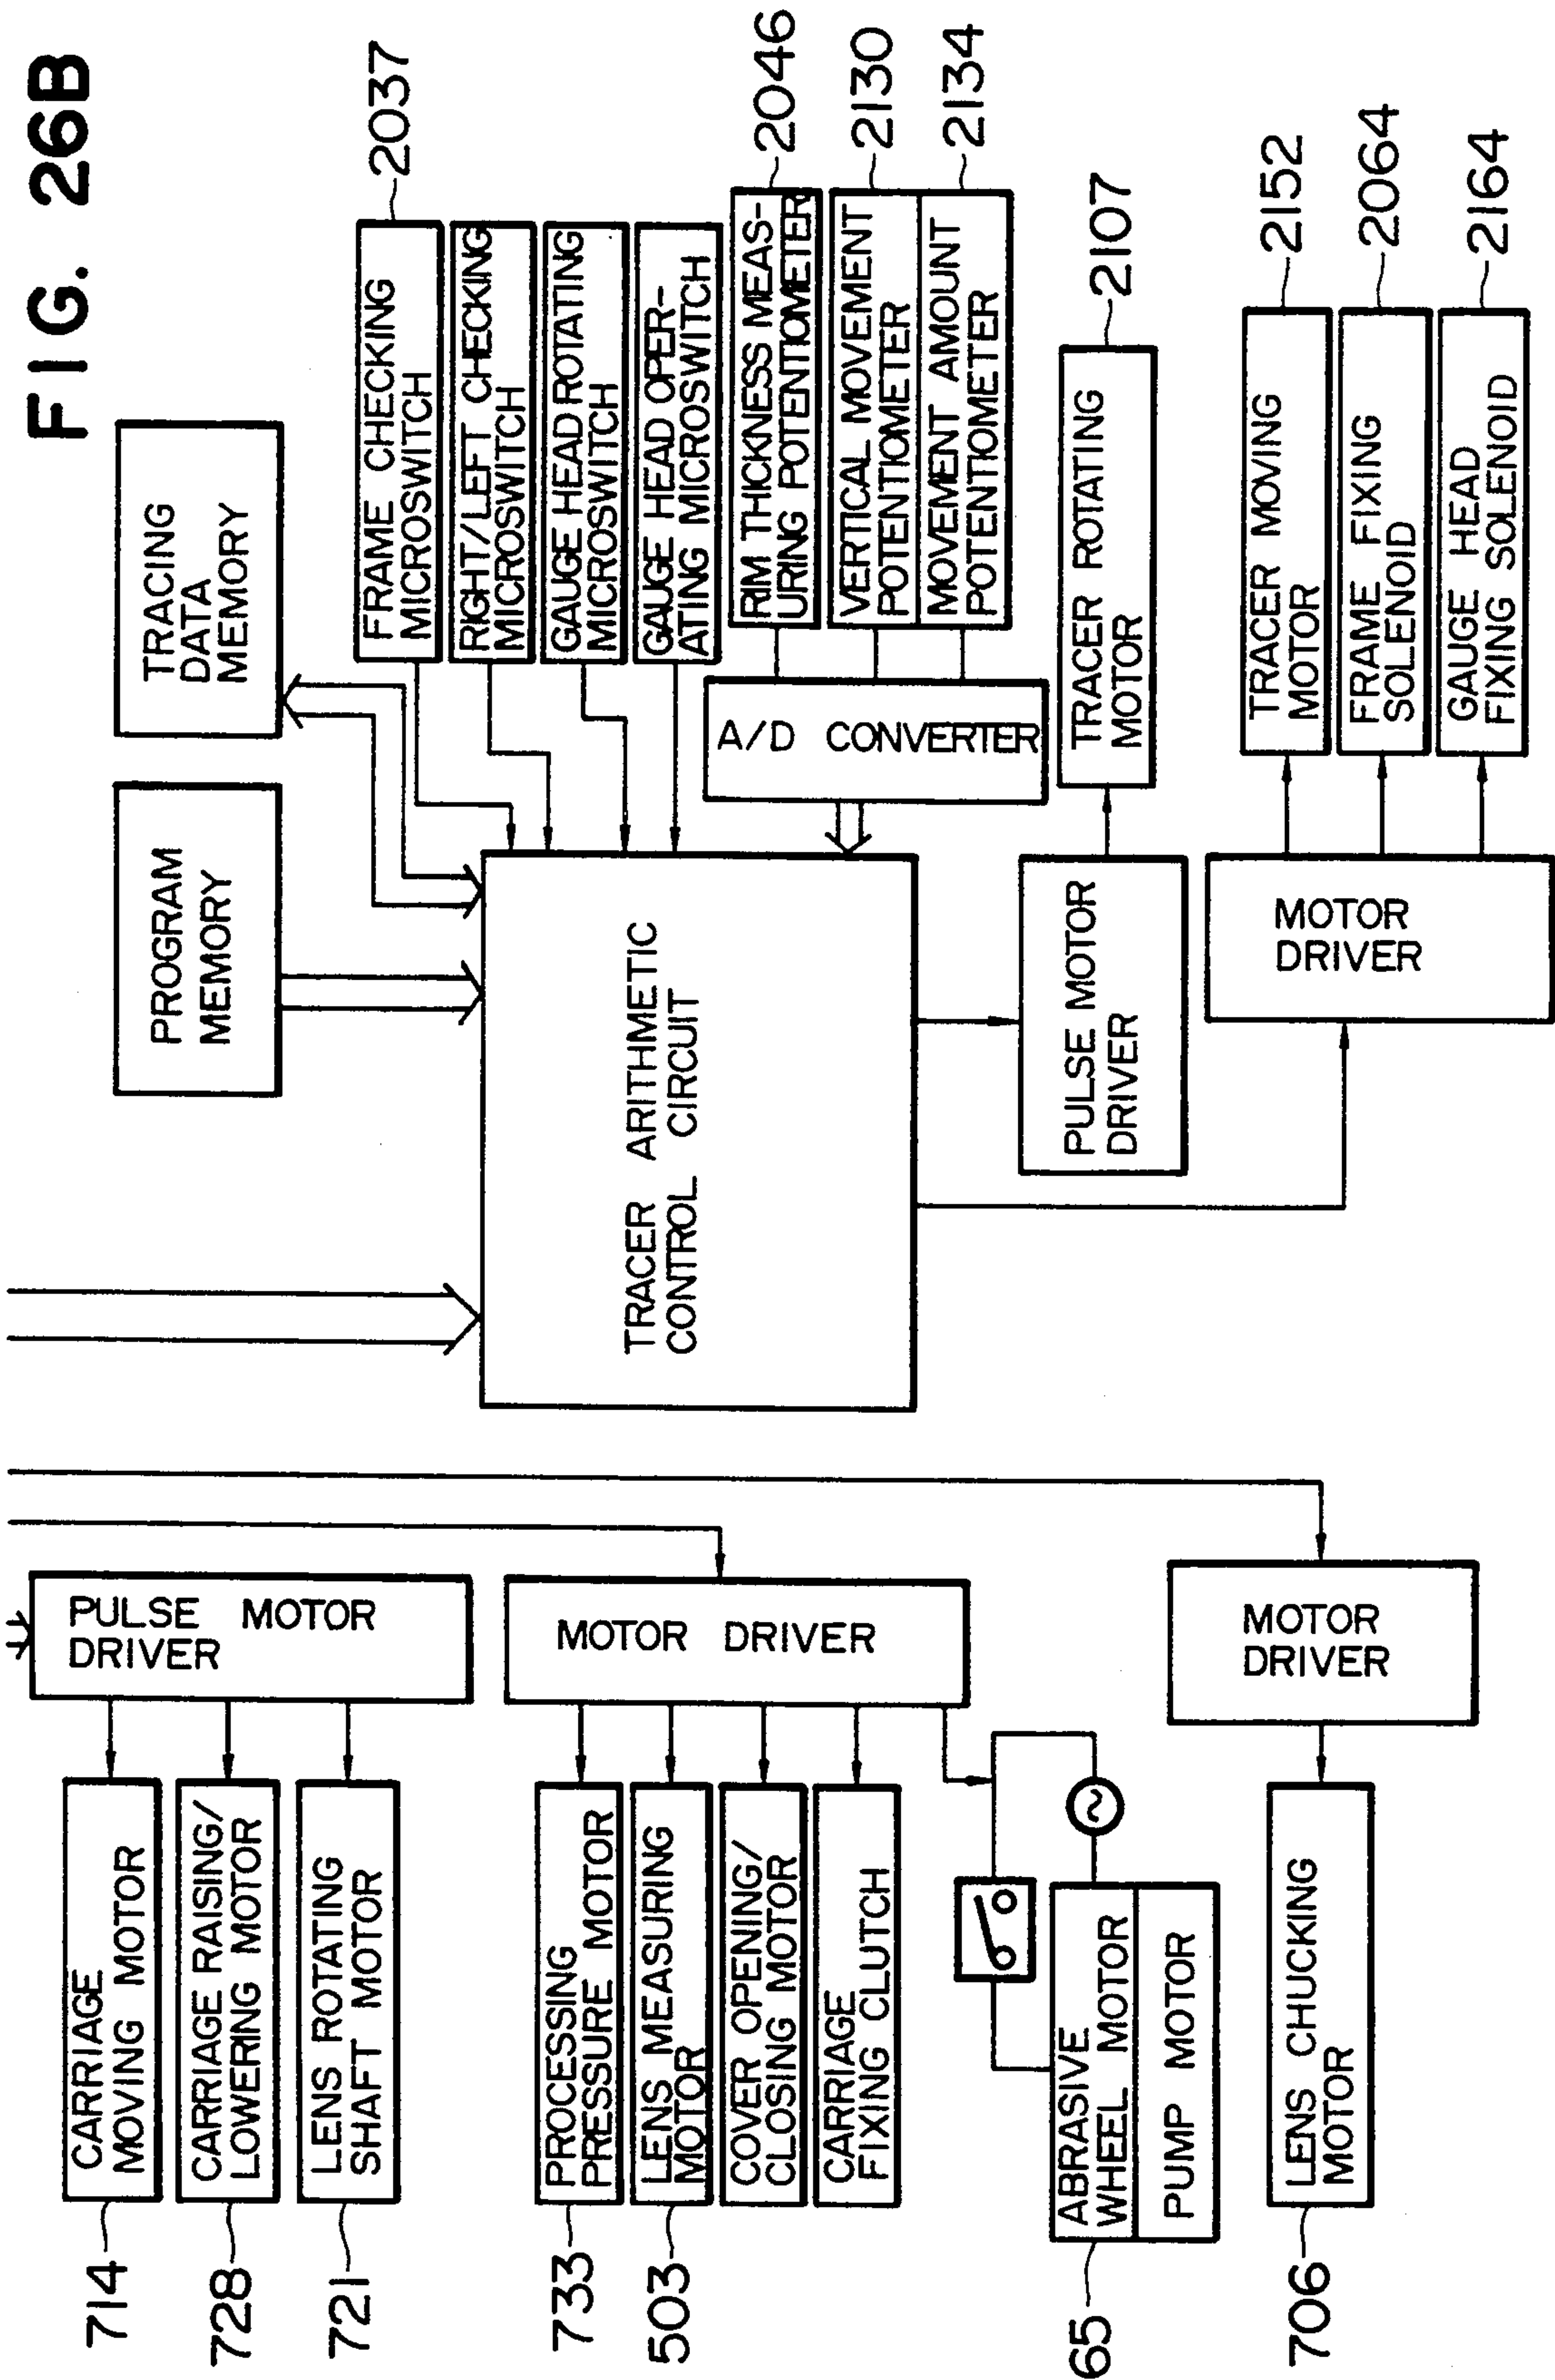 FIG. 26B
TRACING
DATA
MEMORY
PROGRAM
MEMORY
FRAME CHECKING
MICROSWITCH
2037
RIGHT/LEFT CHECKING
MICROSWITCH
GAUGE HEAD ROTATING
MICROSWITCH
GAUGE HEAD OPER-
ATING MICROSWITCH
RIM THICKNESS MEAS-
URING POTENTIOMETER
2046
VERTICAL MOVEMENT
POTENTIOMETER
2130
MOVEMENT AMOUNT
POTENTIOMETER
2134
A/D CONVERTER
TRACER ARITHMETIC
CONTROL CIRCUIT
TRACER ROTATING
MOTOR
2107
PULSE MOTOR
DRIVER
TRACER MOVING
MOTOR
2152
FRAME FIXING
SOLENOID
2064
GAUGE HEAD
FIXING SOLENOID
2164
MOTOR
DRIVER
PULSE MOTOR
DRIVER
714
CARRIAGE
MOVING MOTOR
728
CARRIAGE RAISING/
LOWERING MOTOR
721
LENS ROTATING
SHAFT MOTOR
MOTOR DRIVER
733
PROCESSING
PRESSURE MOTOR
503
LENS MEASURING
MOTOR
COVER OPENING/
CLOSING MOTOR
CARRIAGE
FIXING CLUTCH
65
ABRASIVE
WHEEL MOTOR
PUMP MOTOR
MOTOR
DRIVER
706
LENS CHUCKING
MOTOR